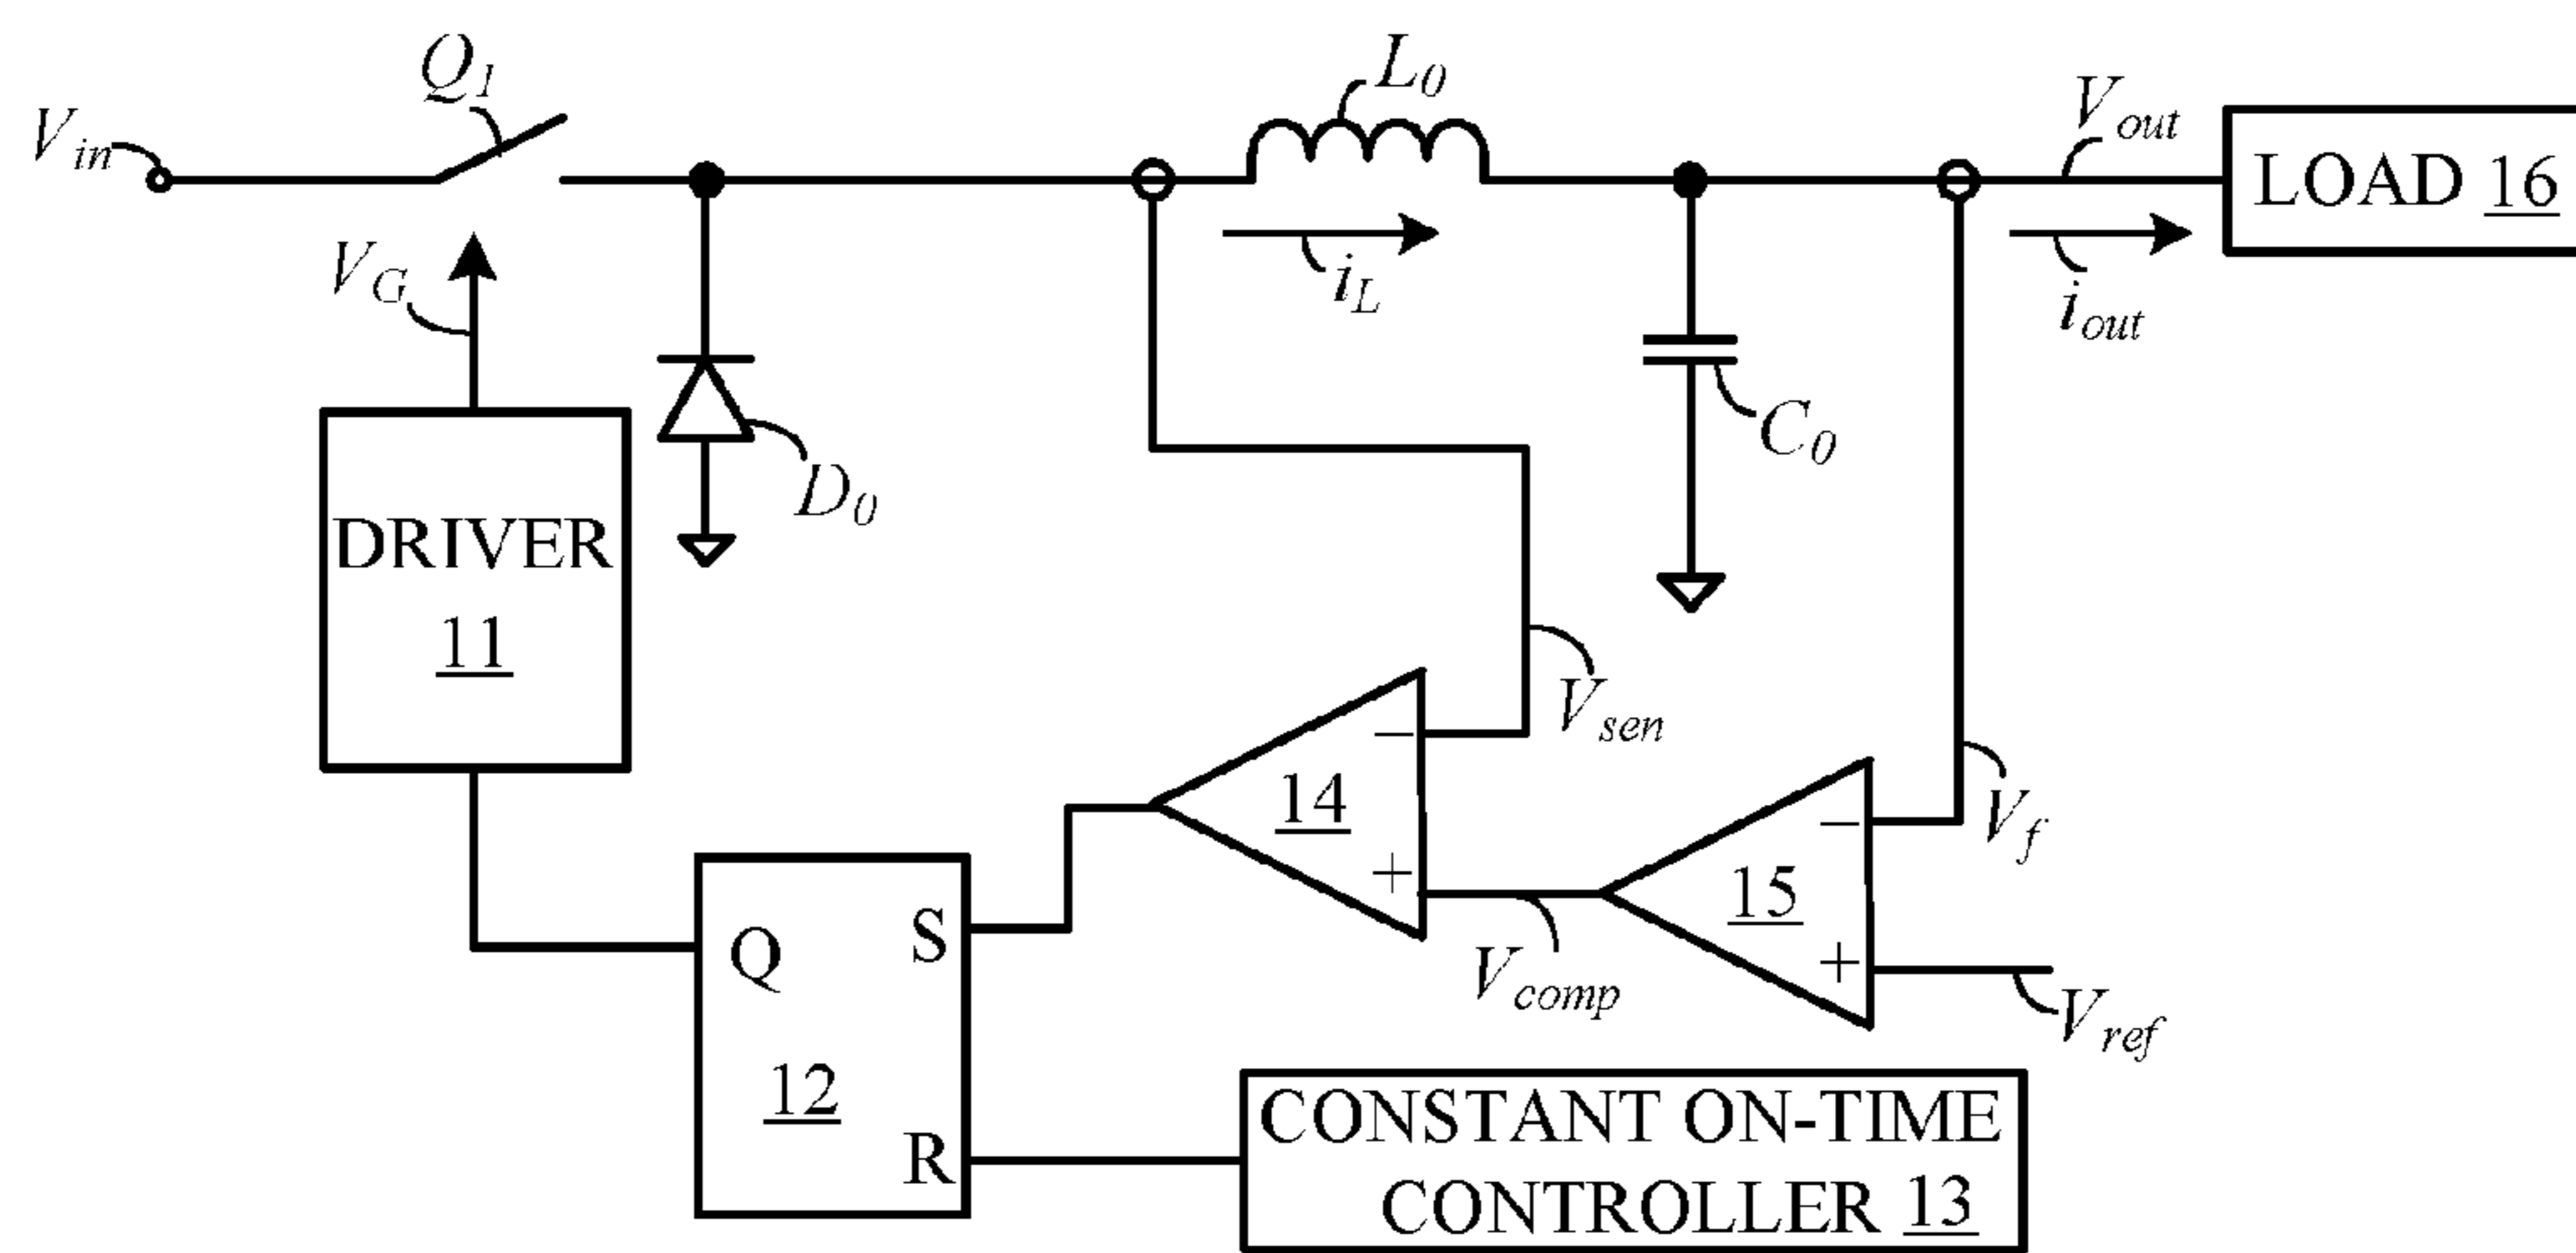 Q1
L0
Vin
Vout
LOAD 16
VG
iL
iout
C0
D0
DRIVER
11
Vsen
14
−
+
Vf
15
−
+
Vcomp
Vref
Q
S
12
R
CONSTANT ON-TIME
CONTROLLER 13